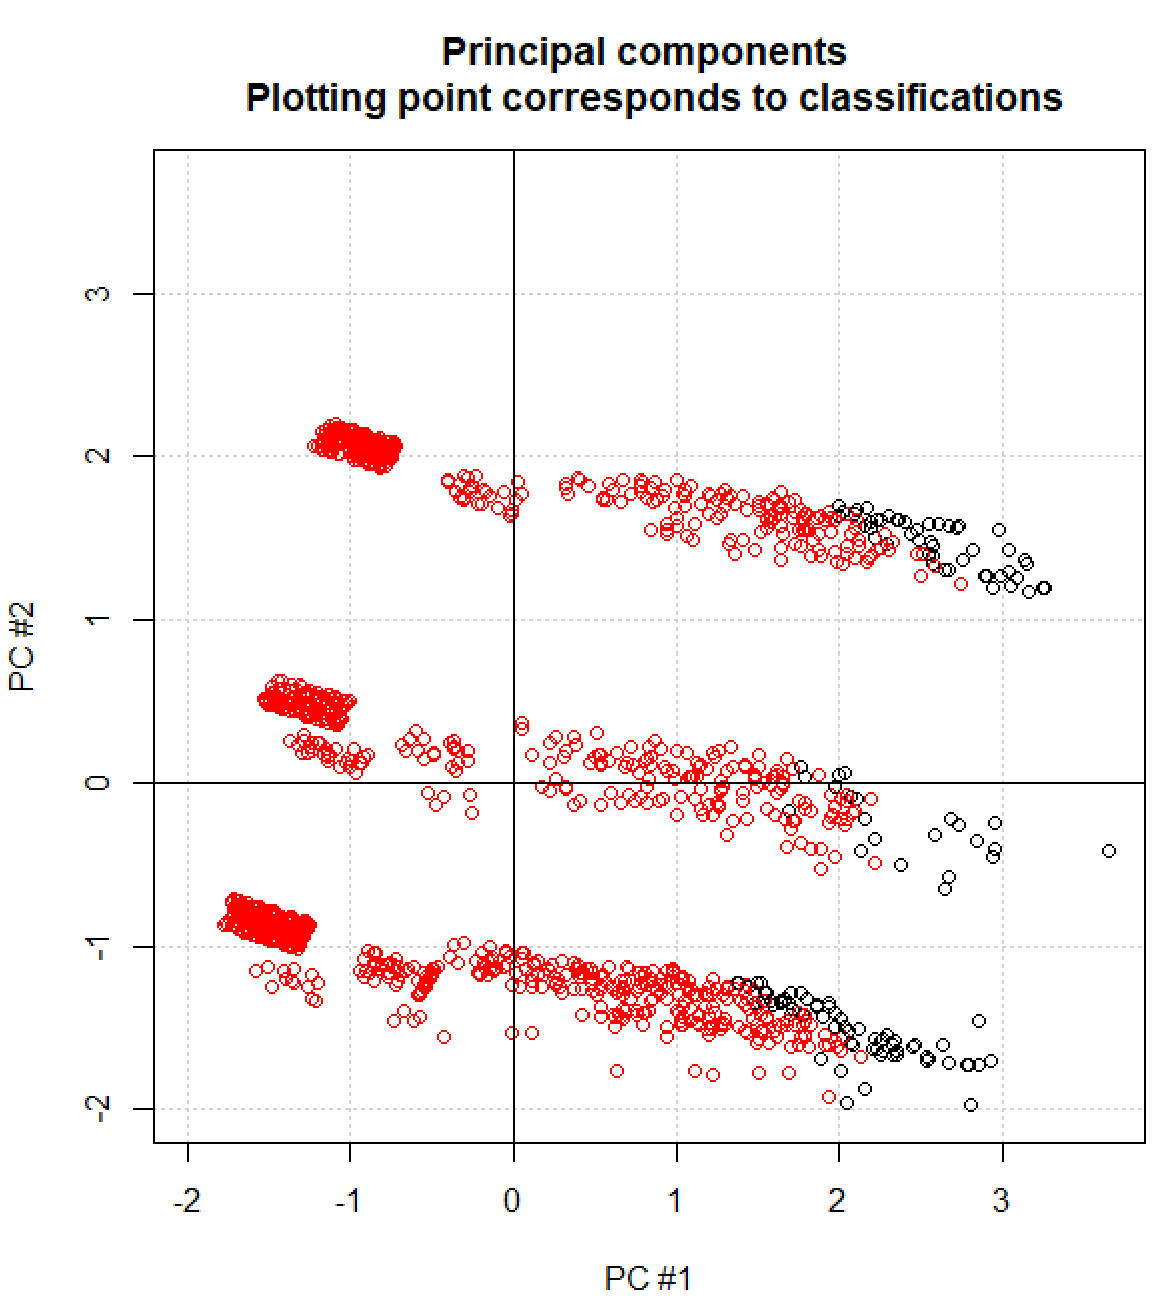 Principal components
Plotting point corresponds to classifications
3
2
1
0
-1
-2
PC #2
-2 -1 0 1 2 3
PC #1